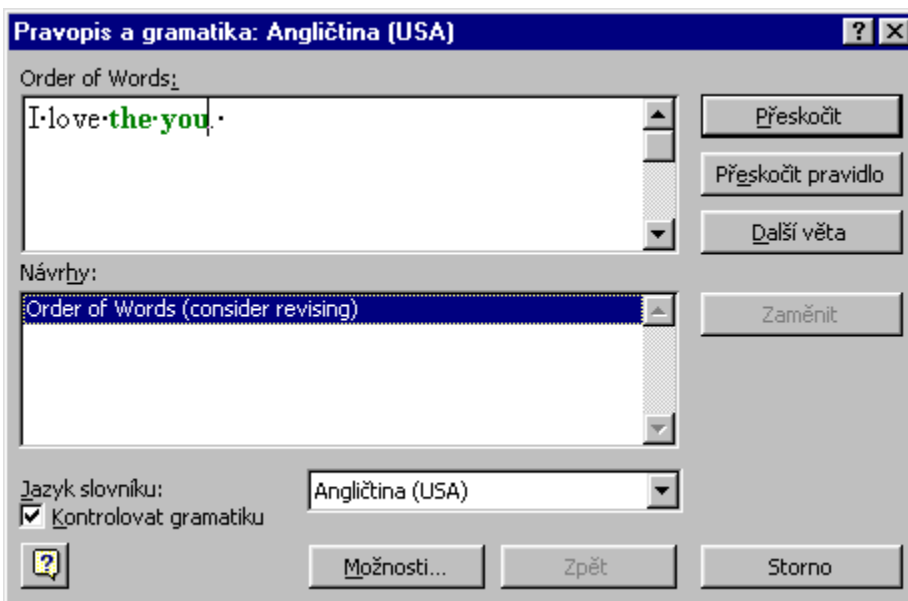 Pravopis a gramatika: Angličtina (USA)
Order of Words:
I·love·the·you.·
Přeskočit
Přeskočit pravidlo
Další věta
Návrhy:
Order of Words (consider revising)
Zaměnit
Jazyk slovníku:
Angličtina (USA)
Kontrolovat gramatiku
Možnosti...
Zpět
Storno